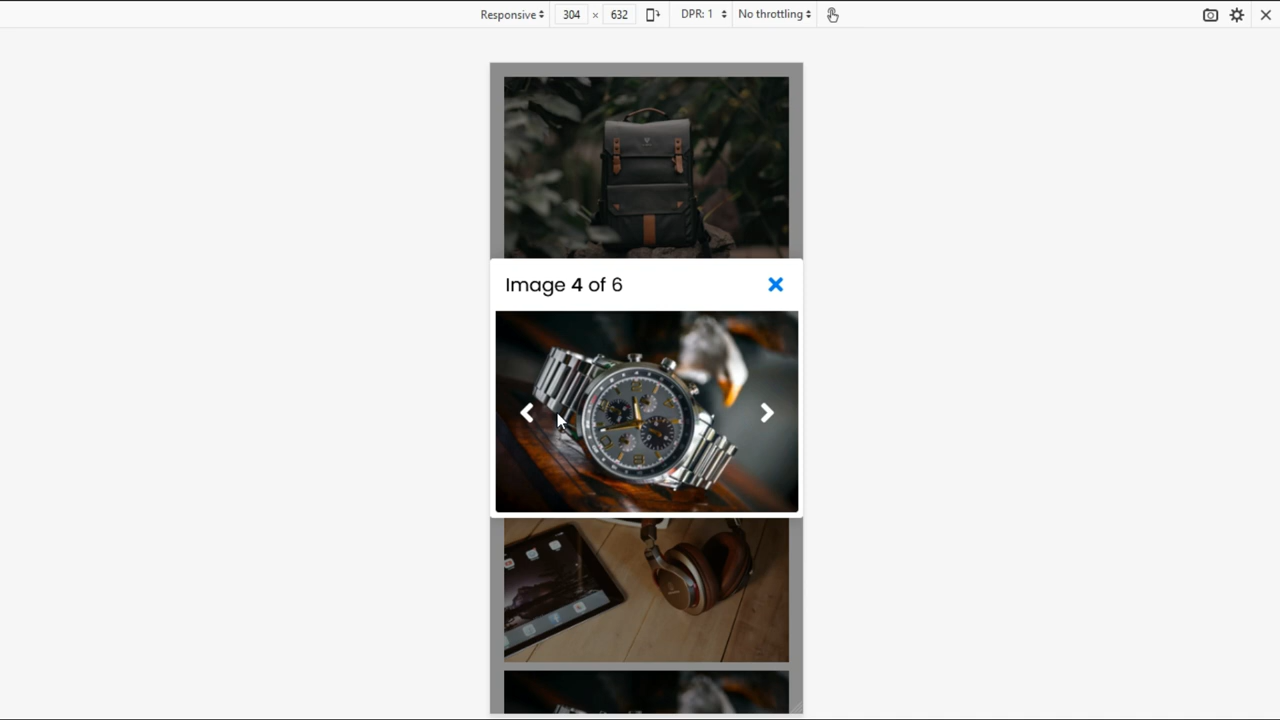 Responsive 304 × 632 DPR: 1 No throttling
Image 4 of 6